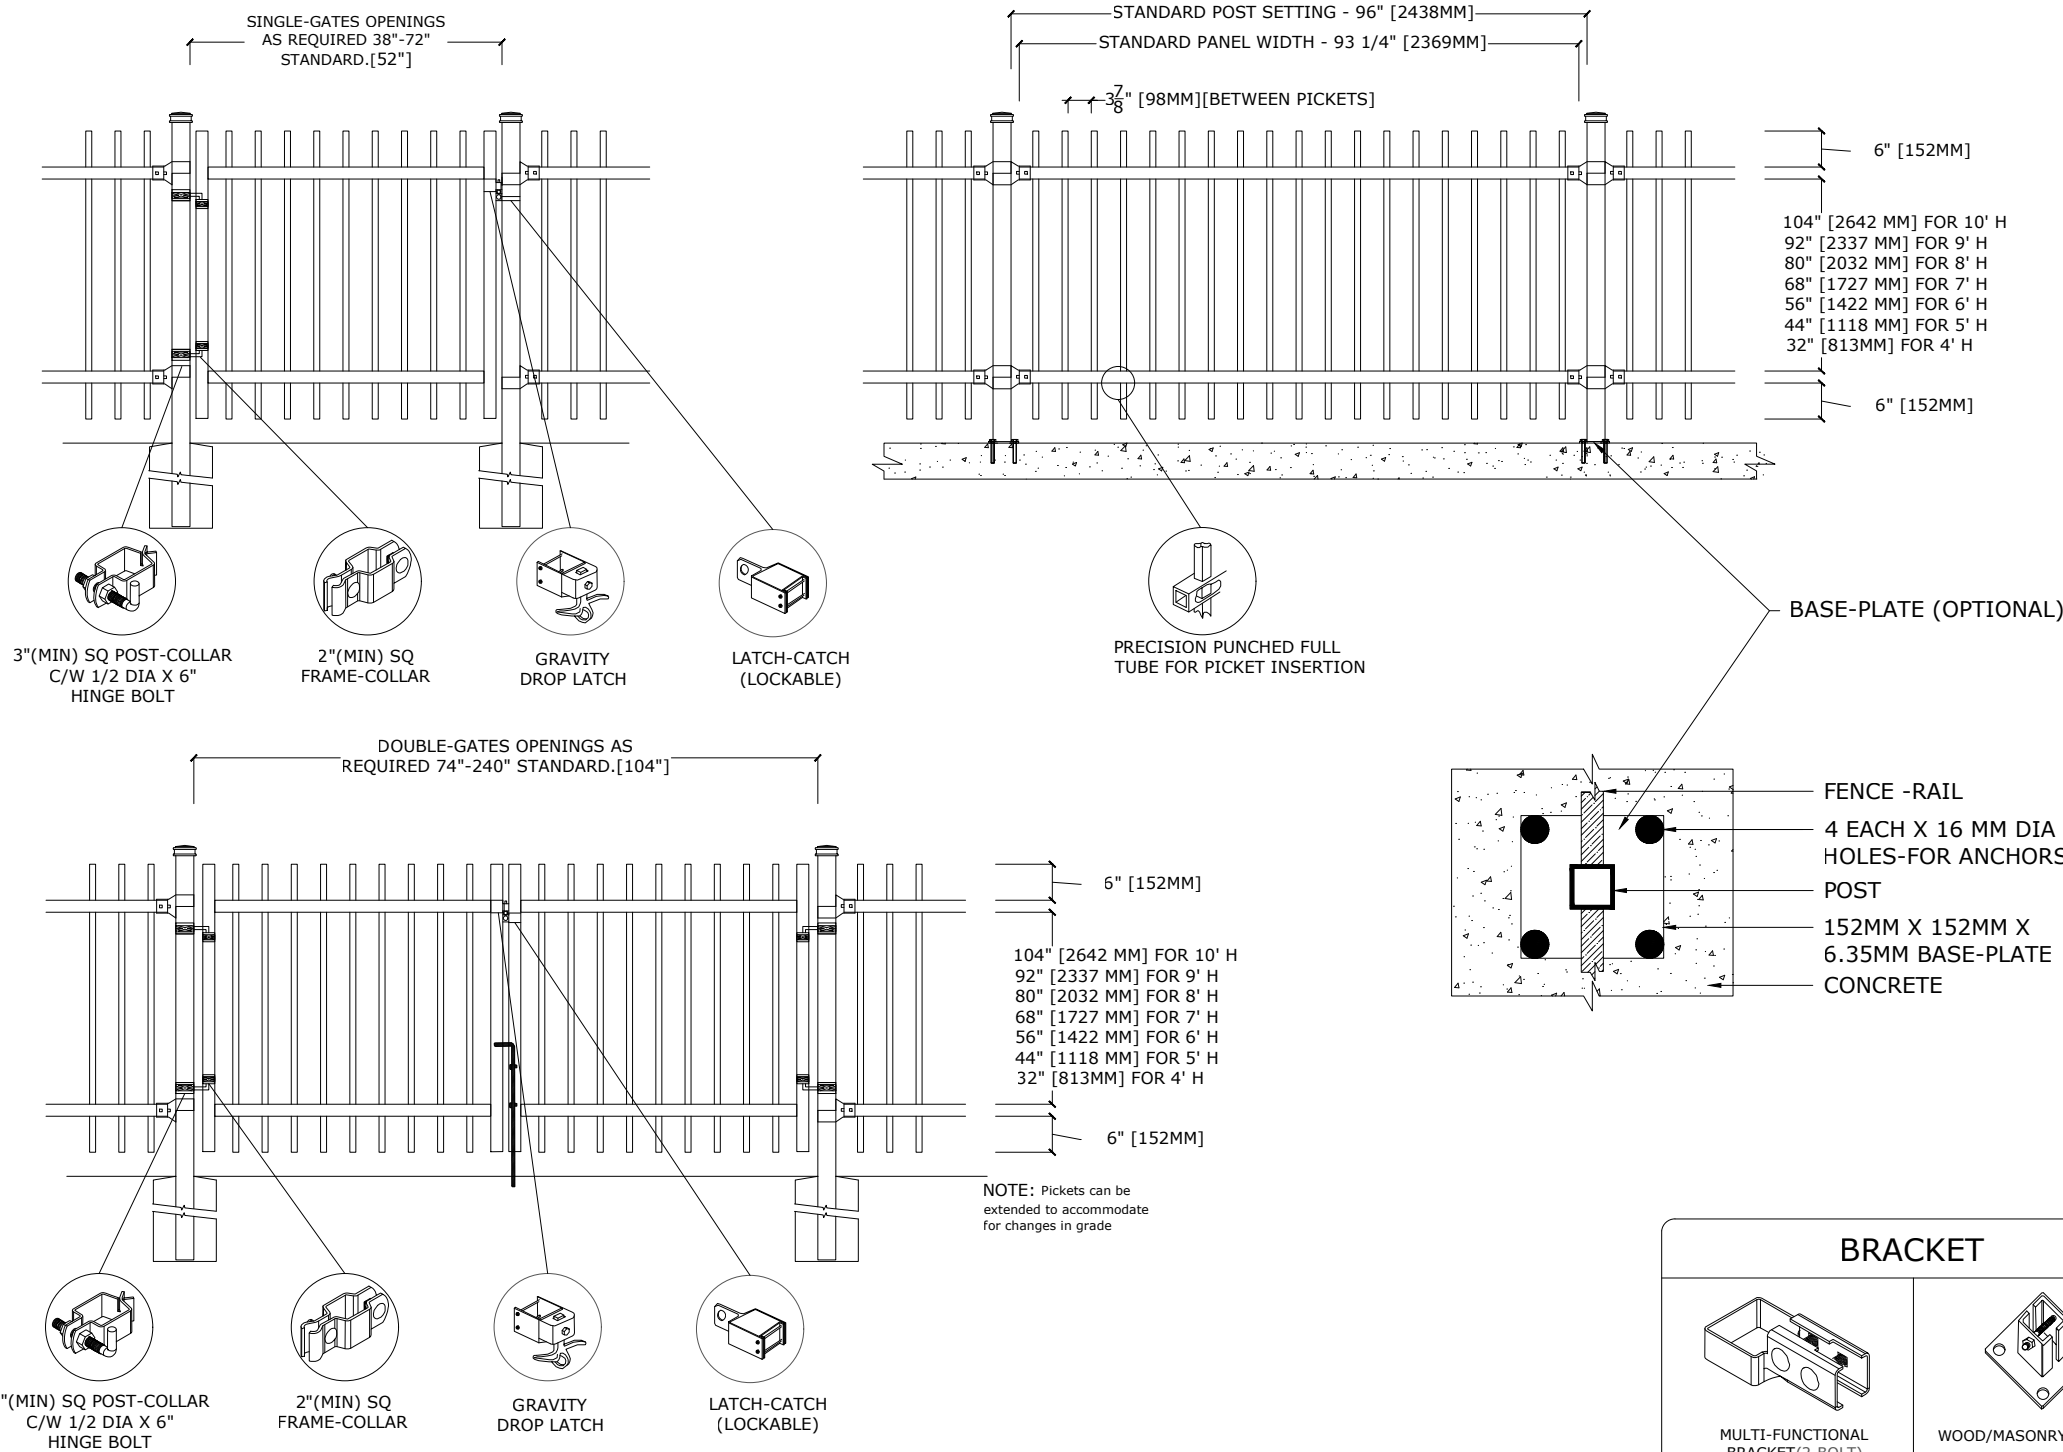 SINGLE-GATES OPENINGS
AS REQUIRED 38"-72"
STANDARD.[52"]
STANDARD POST SETTING - 96" [2438MM]
STANDARD PANEL WIDTH - 93 1/4" [2369MM]
3 7/8" [98MM][BETWEEN PICKETS]
6" [152MM]
104" [2642 MM] FOR 10' H
92" [2337 MM] FOR 9' H
80" [2032 MM] FOR 8' H
68" [1727 MM] FOR 7' H
56" [1422 MM] FOR 6' H
44" [1118 MM] FOR 5' H
32" [813MM] FOR 4' H
6" [152MM]
3"(MIN) SQ POST-COLLAR
C/W 1/2 DIA X 6"
HINGE BOLT
2"(MIN) SQ
FRAME-COLLAR
GRAVITY
DROP LATCH
LATCH-CATCH
(LOCKABLE)
PRECISION PUNCHED FULL
TUBE FOR PICKET INSERTION
BASE-PLATE (OPTIONAL)
FENCE -RAIL
4 EACH X 16 MM DIA
HOLES-FOR ANCHORS
POST
152MM X 152MM X
6.35MM BASE-PLATE
CONCRETE
DOUBLE-GATES OPENINGS AS
REQUIRED 74"-240" STANDARD.[104"]
6" [152MM]
104" [2642 MM] FOR 10' H
92" [2337 MM] FOR 9' H
80" [2032 MM] FOR 8' H
68" [1727 MM] FOR 7' H
56" [1422 MM] FOR 6' H
44" [1118 MM] FOR 5' H
32" [813MM] FOR 4' H
6" [152MM]
NOTE: Pickets can be
extended to accommodate
for changes in grade
"(MIN) SQ POST-COLLAR
C/W 1/2 DIA X 6"
HINGE BOLT
2"(MIN) SQ
FRAME-COLLAR
GRAVITY
DROP LATCH
LATCH-CATCH
(LOCKABLE)
BRACKET
MULTI-FUNCTIONAL
BRACKET(2 BOLT)
WOOD/MASONRY